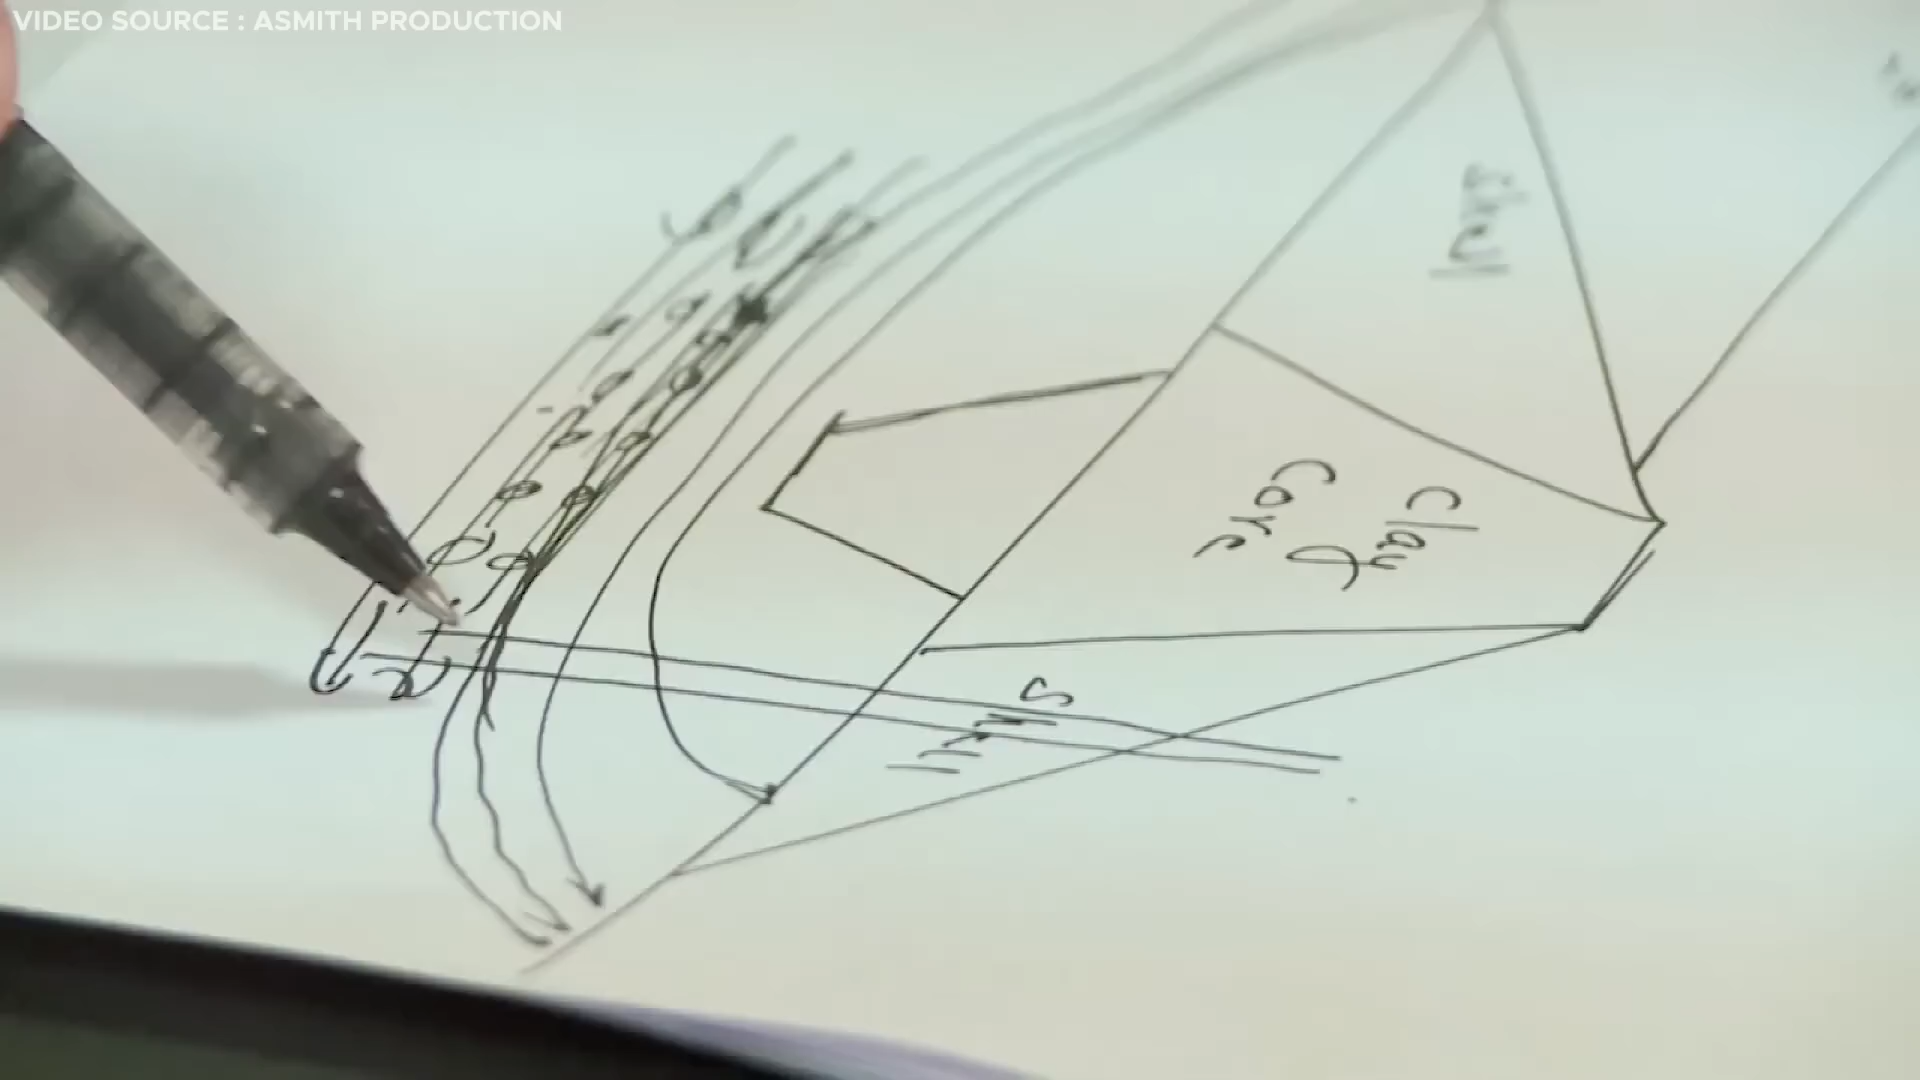 VIDEO SOURCE : ASMITH PRODUCTION
Shell
Clay
Core
Shell